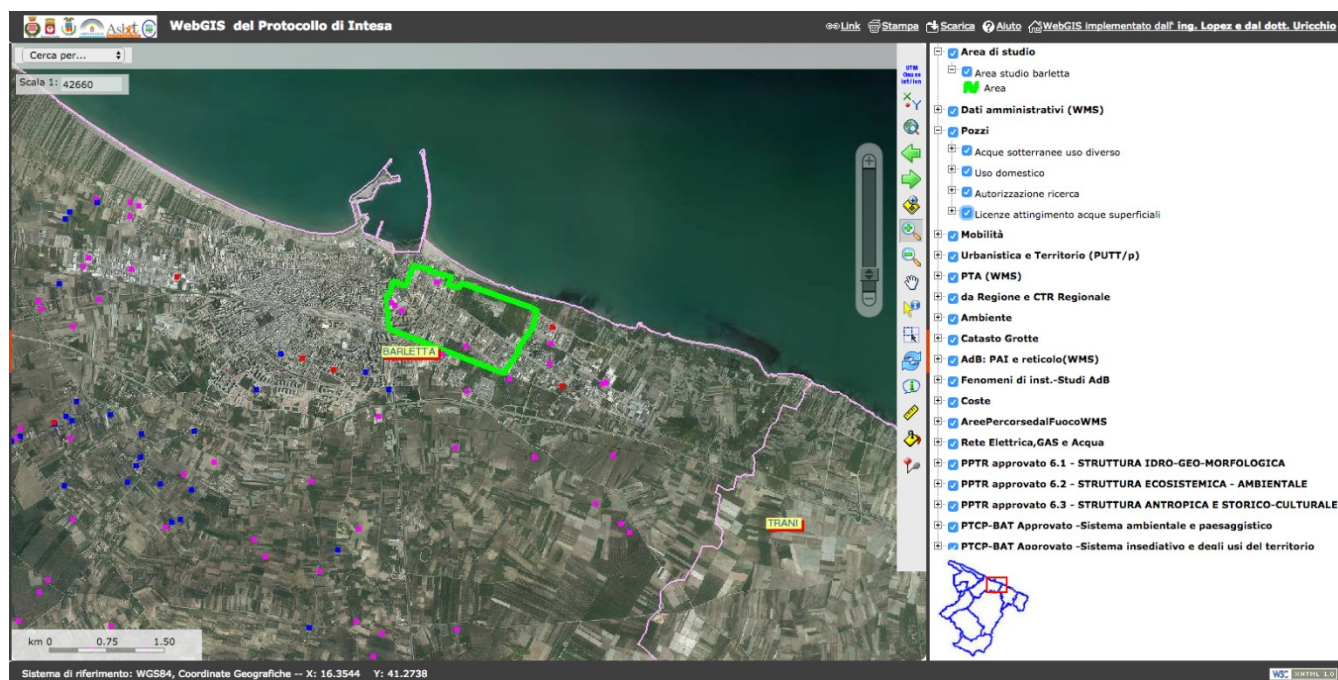 Asbat
WebGIS del Protocollo di Intesa
Link Stampa Scarica Aiuto WebGIS implementato dall' ing. Lopez e dal dott. Uricchio
Cerca per...
Scala 1: 42660
UTM
BARLETTA
TRANI
km 0 0.75 1.50
Area di studio
Area studio barletta
Area
Dati amministrativi (WMS)
Pozzi
Acque sotterranee uso diverso
Uso domestico
Autorizzazione ricerca
Licenze attingimento acque superficiali
Mobilità
Urbanistica e Territorio (PUTT/p)
PTA (WMS)
da Regione e CTR Regionale
Ambiente
Catasto Grotte
AdB: PAI e reticolo(WMS)
Fenomeni di inst.-Studi AdB
Coste
AreePercorsedalFuocoWMS
Rete Elettrica,GAS e Acqua
PPTR approvato 6.1 - STRUTTURA IDRO-GEO-MORFOLOGICA
PPTR approvato 6.2 - STRUTTURA ECOSISTEMICA - AMBIENTALE
PPTR approvato 6.3 - STRUTTURA ANTROPICA E STORICO-CULTURALE
PTCP-BAT Approvato -Sistema ambientale e paesaggistico
PTCP-BAT Approvato -Sistema insediativo e degli usi del territorio
Sistema di riferimento: WGS84, Coordinate Geografiche -- X: 16.3544 Y: 41.2738
W3C XHTML 1.0